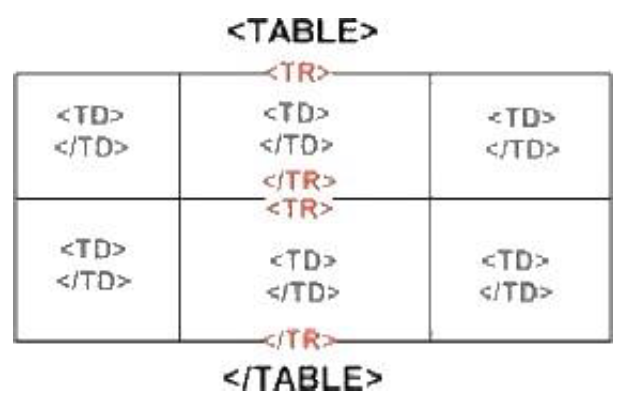 <TABLE>
<TR>
<TD> <TD> <TD>
</TD> </TD> </TD>
</TR>
<TR>
<TD> <TD> <TD>
</TD> </TD> </TD>
</TR>
</TABLE>